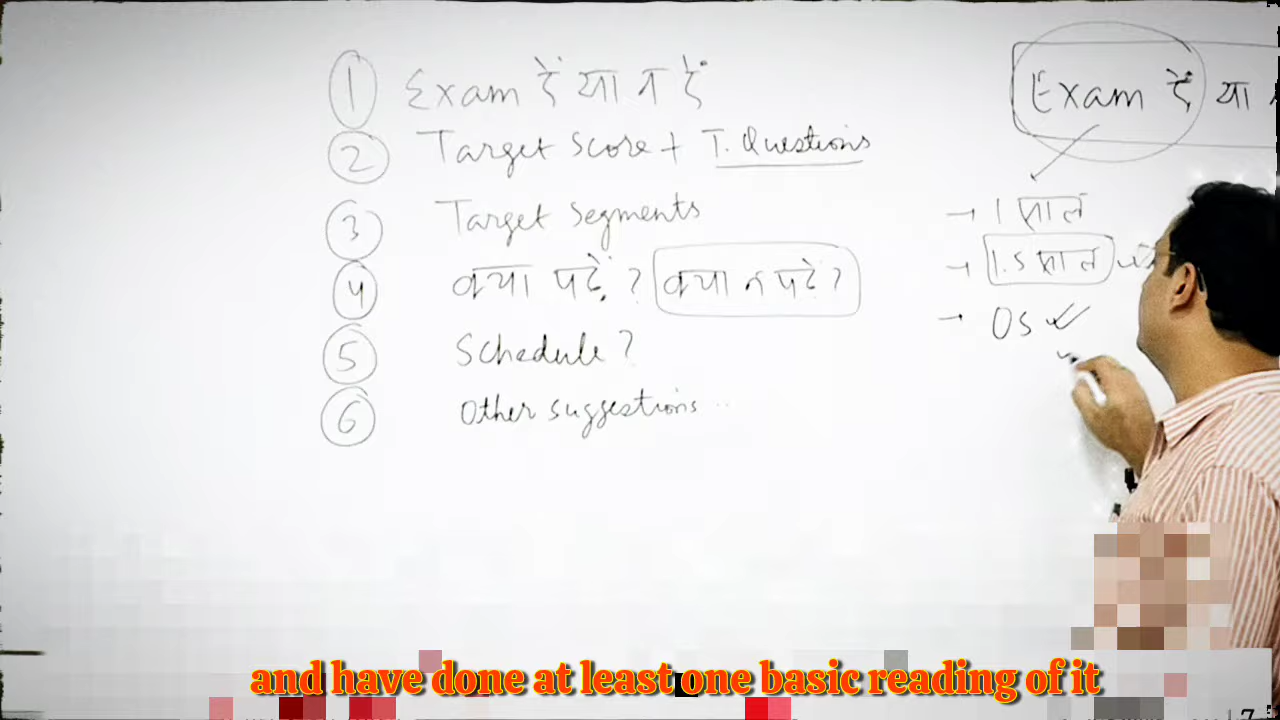 1 Exam दें या न दें
2 Target Score + T. Questions
3 Target Segments
4 क्या पढ़ें? क्या न पढें?
5 Schedule?
6 Other suggestions ..
Exam दें या
→ 1 साल
→ 1.5 साल
→ OS ✓
and have done at least one basic reading of it